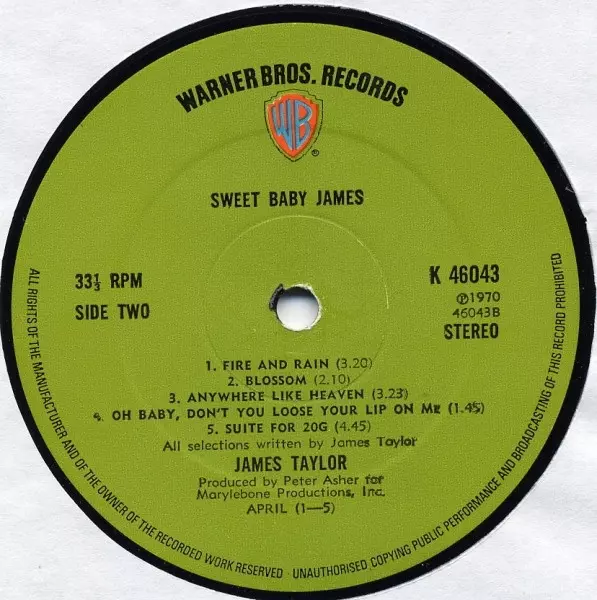 WARNER BROS. RECORDS
WB
®
SWEET BABY JAMES
33⅓ RPM
SIDE TWO
K 46043
℗1970
46043B
STEREO
1. FIRE AND RAIN (3.20)
2. BLOSSOM (2.10)
3. ANYWHERE LIKE HEAVEN (3.23)
4. OH BABY, DON'T YOU LOOSE YOUR LIP ON ME (1.45)
5. SUITE FOR 20G (4.45)
All selections written by James Taylor
JAMES TAYLOR
Produced by Peter Asher for
Marylebone Productions, Inc.
APRIL (1—5)
ALL RIGHTS OF THE MANUFACTURER AND OF THE OWNER OF THE RECORDED WORK RESERVED · UNAUTHORISED COPYING PUBLIC PERFORMANCE AND BROADCASTING OF THIS RECORD PROHIBITED